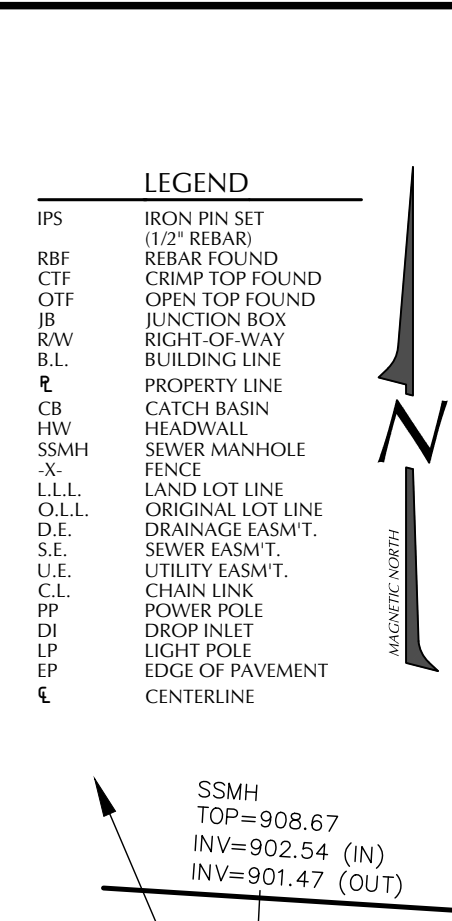 LEGEND
IPS IRON PIN SET
(1/2" REBAR)
RBF REBAR FOUND
CTF CRIMP TOP FOUND
OTF OPEN TOP FOUND
JB JUNCTION BOX
R/W RIGHT-OF-WAY
B.L. BUILDING LINE
⅊ PROPERTY LINE
CB CATCH BASIN
HW HEADWALL
SSMH SEWER MANHOLE
-X- FENCE
L.L.L. LAND LOT LINE
O.L.L. ORIGINAL LOT LINE
D.E. DRAINAGE EASM'T.
S.E. SEWER EASM'T.
U.E. UTILITY EASM'T.
C.L. CHAIN LINK
PP POWER POLE
DI DROP INLET
LP LIGHT POLE
EP EDGE OF PAVEMENT
℄ CENTERLINE
N
MAGNETIC NORTH
SSMH
TOP=908.67
INV=902.54 (IN)
INV=901.47 (OUT)